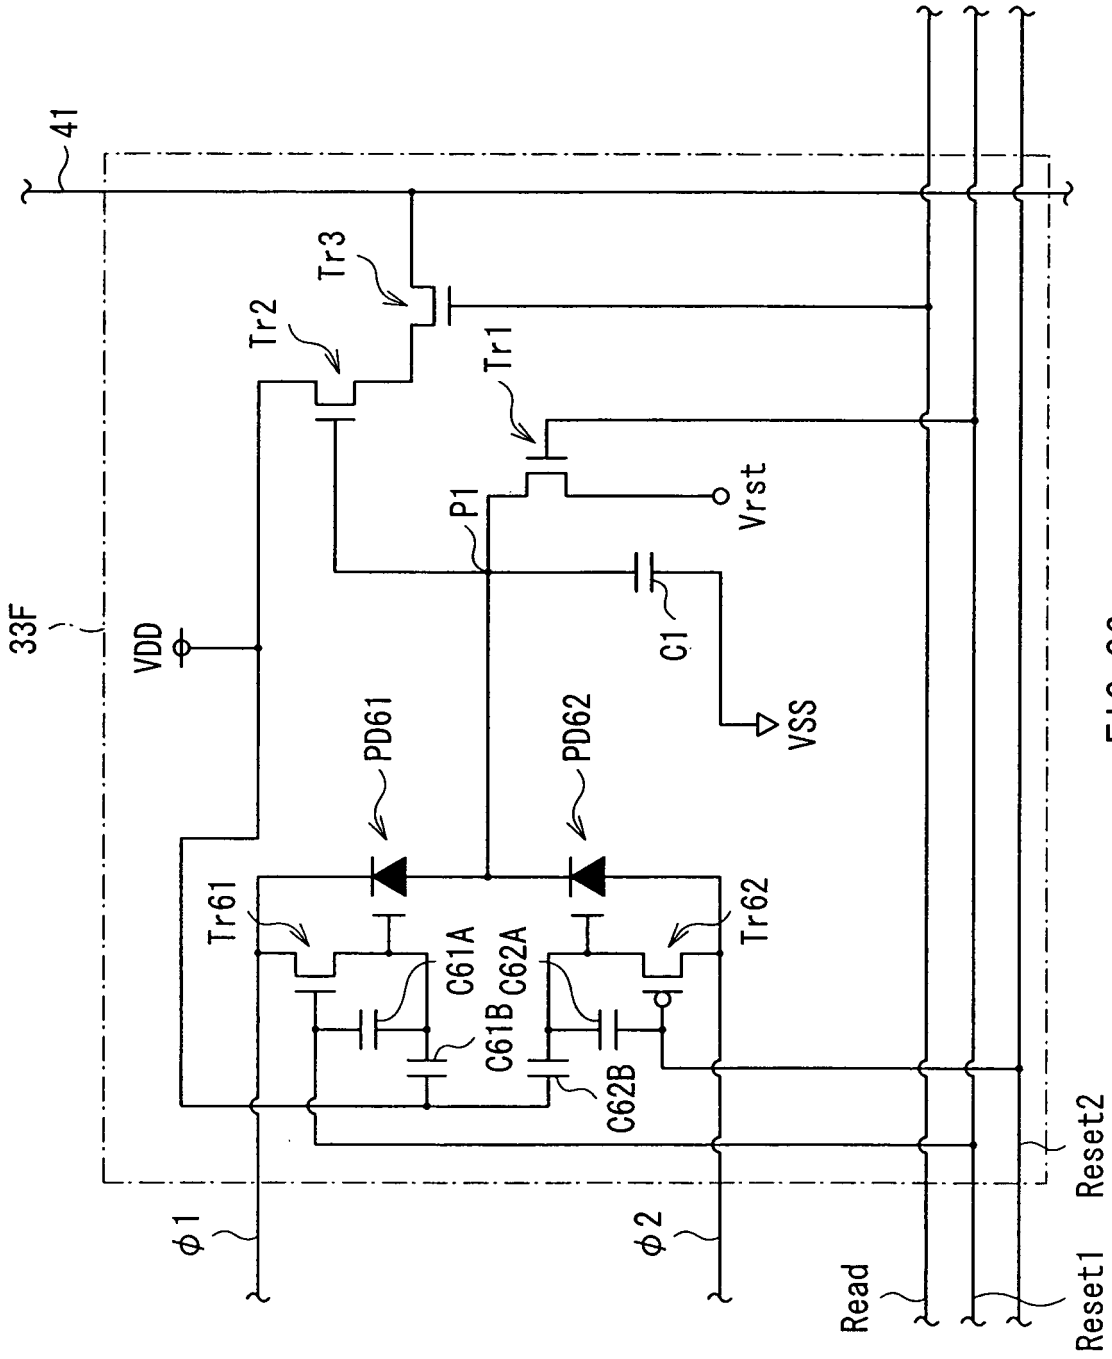 33F
41
VDD
Tr2
Tr3
PD61
P1
Tr1
Tr61
C61A
C61B
PD62
C62A
C62B
Tr62
C1
Vrst
VSS
φ1
φ2
Read
Reset1
Reset2